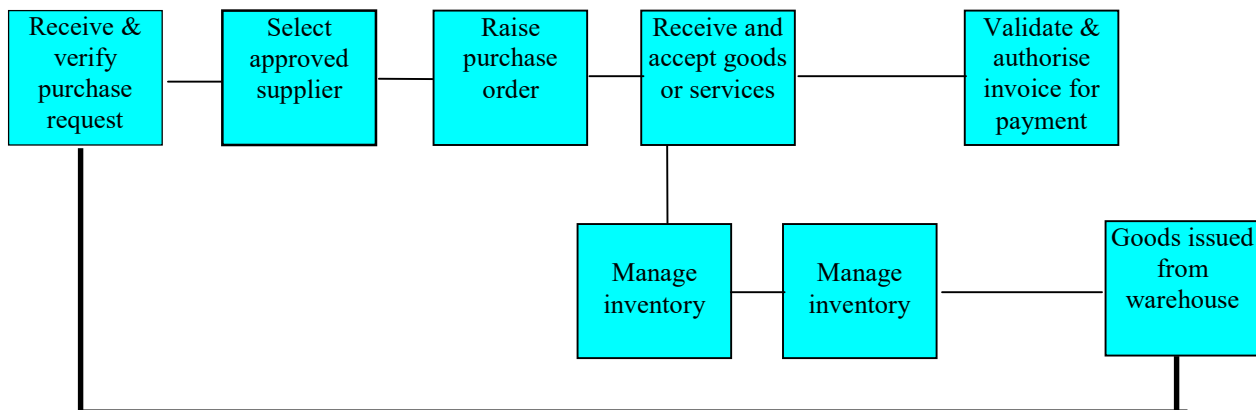 Receive &
verify
purchase
request
Select
approved
supplier
Raise
purchase
order
Receive and
accept goods
or services
Validate &
authorise
invoice for
payment
Manage
inventory
Manage
inventory
Goods issued
from
warehouse